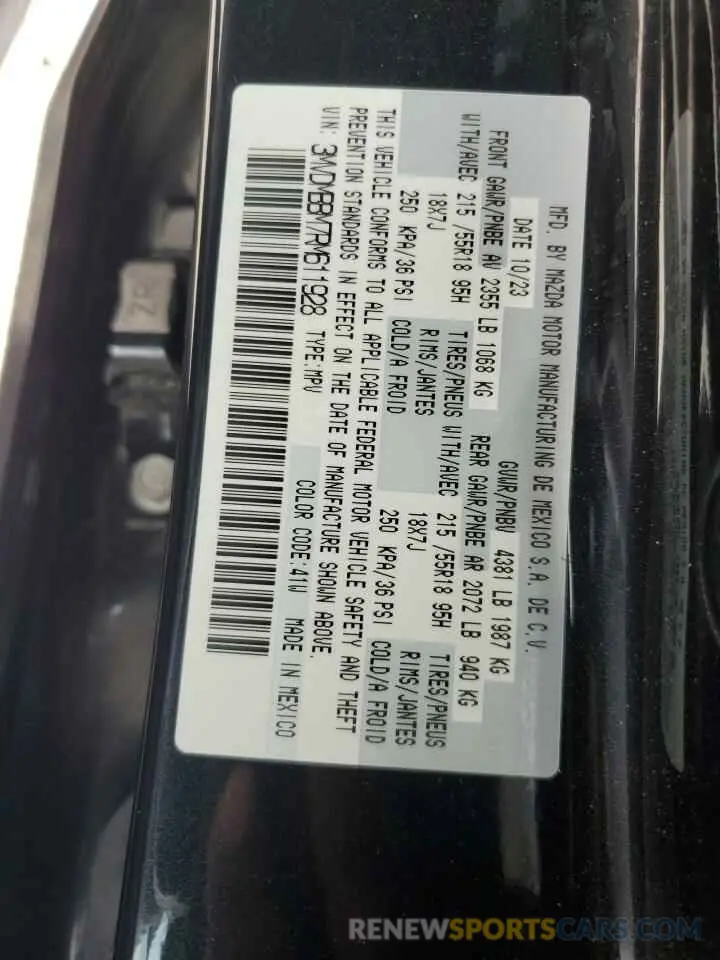 MFD. BY MAZDA MOTOR MANUFACTURING DE MEXICO S.A. DE C.V.
DATE 10/23 GVWR/PNBV 4381 LB 1987 KG
FRONT GAWR/PNBE AV 2355 LB 1068 KG REAR GAWR/PNBE AR 2072 LB 940 KG
WITH/AVEC 215 /55R18 95H TIRES/PNEUS WITH/AVEC 215 /55R18 95H TIRES/PNEUS
18X7J RIMS/JANTES 18X7J RIMS/JANTES
250 KPA/36 PSI COLD/A FROID 250 KPA/36 PSI COLD/A FROID
THIS VEHICLE CONFORMS TO ALL APPLICABLE FEDERAL MOTOR VEHICLE SAFETY AND THEFT
PREVENTION STANDARDS IN EFFECT ON THE DATE OF MANUFACTURE SHOWN ABOVE.
VIN: 3MVDMBBM7RM611928 TYPE:MPV COLOR CODE:41W MADE IN MEXICO
ZR
RENEWSPORTSCARS.COM